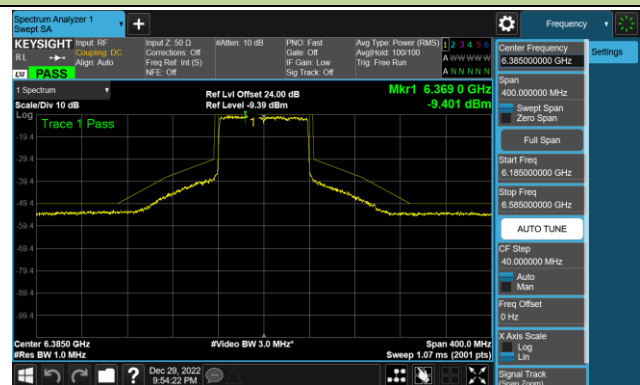 Spectrum Analyzer 1
Swept SA
+
Frequency
KEYSIGHT
Input: RF
Input Z: 50 Ω
#Atten: 10 dB
PNO: Fast
Avg Type: Power (RMS)
1 2 3 4 5 6
RL
Coupling: DC
Corrections: Off
Gate: Off
Avg|Hold: 100/100
A W W W W W
Align: Auto
Freq Ref: Int (S)
IF Gain: Low
Trig: Free Run
LXI
PASS
NFE: Off
Sig Track: Off
A N N N N N
1 Spectrum
Ref Lvl Offset 24.00 dB
Mkr1 6.369 0 GHz
Scale/Div 10 dB
Ref Level -9.39 dBm
-9.401 dBm
Log
Trace 1 Pass
1
-19.4
-29.4
-39.4
-49.4
-59.4
-69.4
-79.4
-89.4
-99.4
Center 6.3850 GHz
#Video BW 3.0 MHz*
Span 400.0 MHz
#Res BW 1.0 MHz
Sweep 1.07 ms (2001 pts)
?
Dec 29, 2022
9:54:22 PM
Center Frequency
6.385000000 GHz
Settings
Span
400.000000 MHz
Swept Span
Zero Span
Full Span
Start Freq
6.185000000 GHz
Stop Freq
6.585000000 GHz
AUTO TUNE
CF Step
40.000000 MHz
Auto
Man
Freq Offset
0 Hz
X Axis Scale
Log
Lin
Signal Track
(Span Zoom)